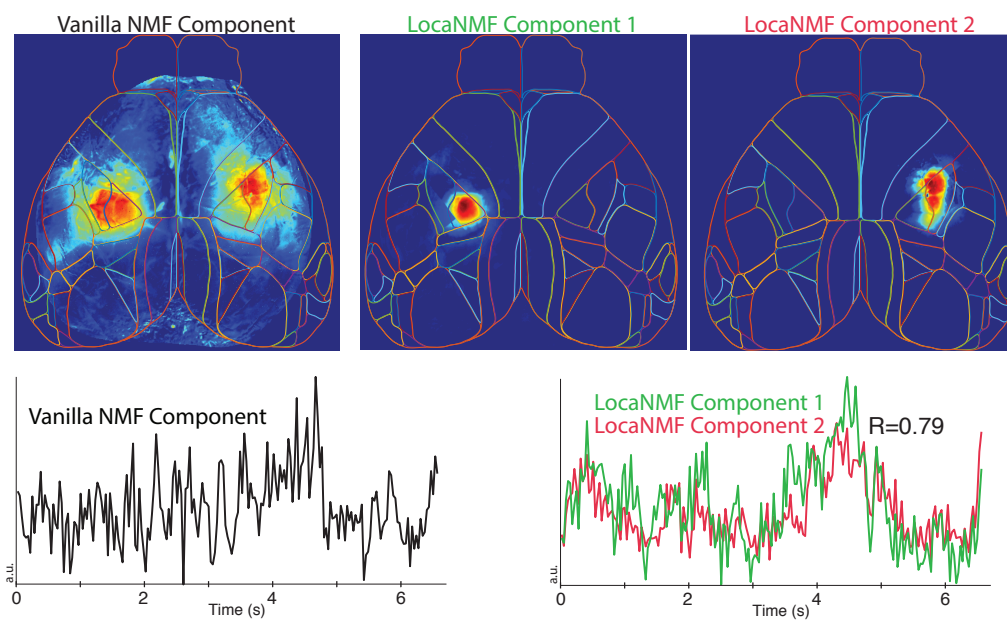 Vanilla NMF Component
LocaNMF Component 1
LocaNMF Component 2
Vanilla NMF Component
a.u.
0
2
4
6
Time (s)
LocaNMF Component 1
LocaNMF Component 2
R=0.79
a.u.
0
2
4
6
Time (s)